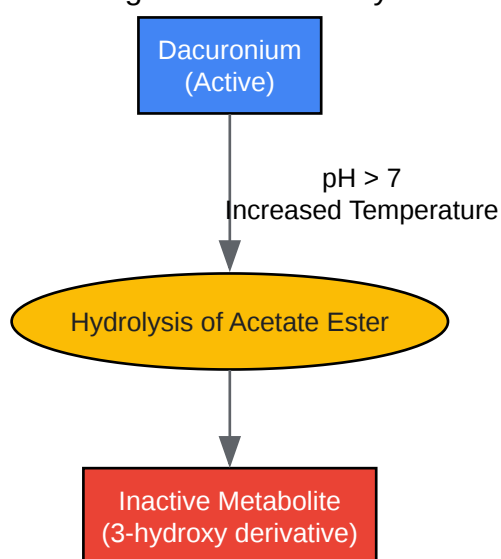 Dacuronium
(Active)
pH > 7
Increased Temperature
Hydrolysis of Acetate Ester
Inactive Metabolite
(3-hydroxy derivative)